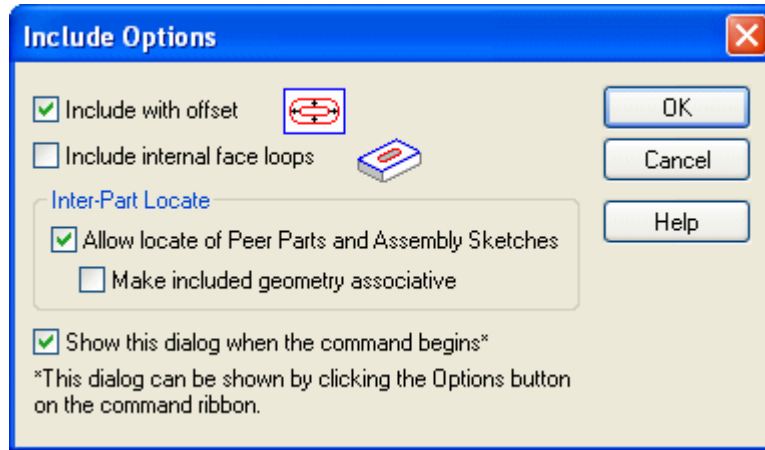 Include Options
Include with offset
OK
Include internal face loops
Cancel
Inter-Part Locate
Help
Allow locate of Peer Parts and Assembly Sketches
Make included geometry associative
Show this dialog when the command begins*
*This dialog can be shown by clicking the Options button
on the command ribbon.